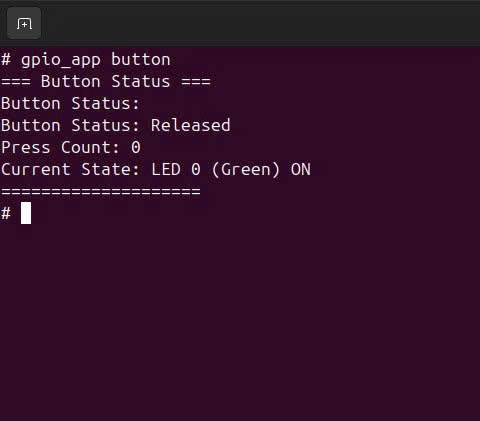 # gpio_app button
=== Button Status ===
Button Status:
Button Status: Released
Press Count: 0
Current State: LED 0 (Green) ON
====================
#